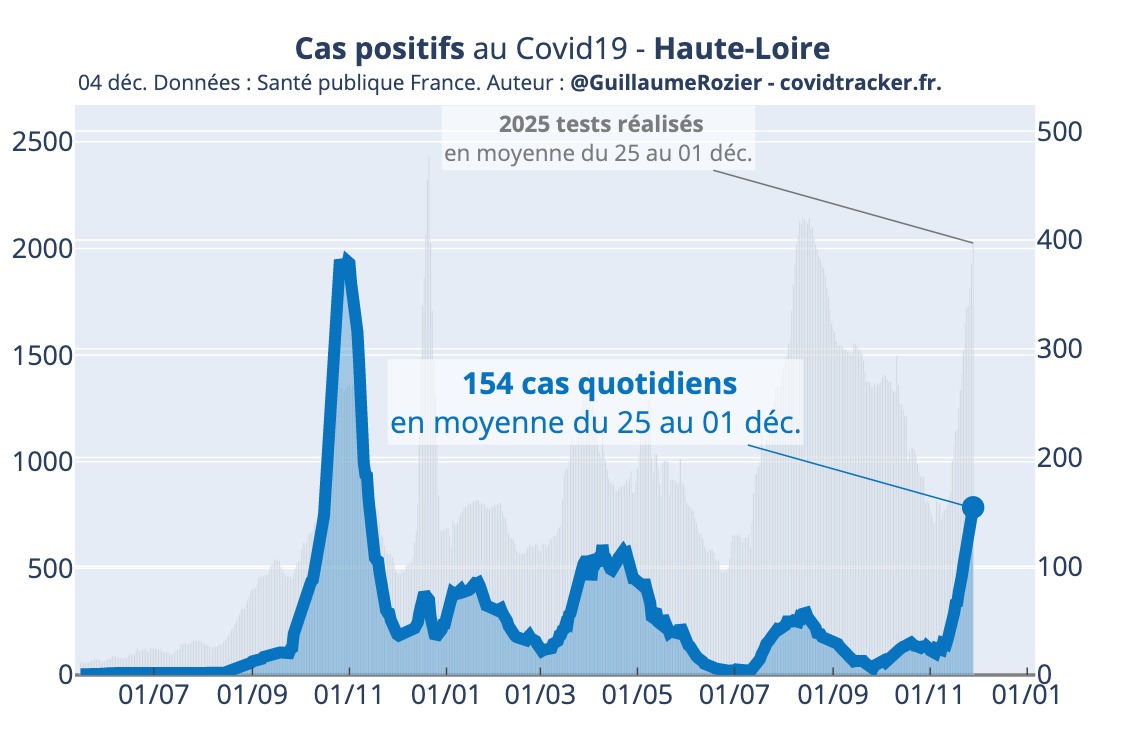 Cas positifs au Covid19 - Haute-Loire
04 déc. Données : Santé publique France. Auteur : @GuillaumeRozier - covidtracker.fr.
2025 tests réalisés
en moyenne du 25 au 01 déc.
154 cas quotidiens
en moyenne du 25 au 01 déc.
2500
2000
1500
1000
500
0
500
400
300
200
100
0
01/07 01/09 01/11 01/01 01/03 01/05 01/07 01/09 01/11 01/01